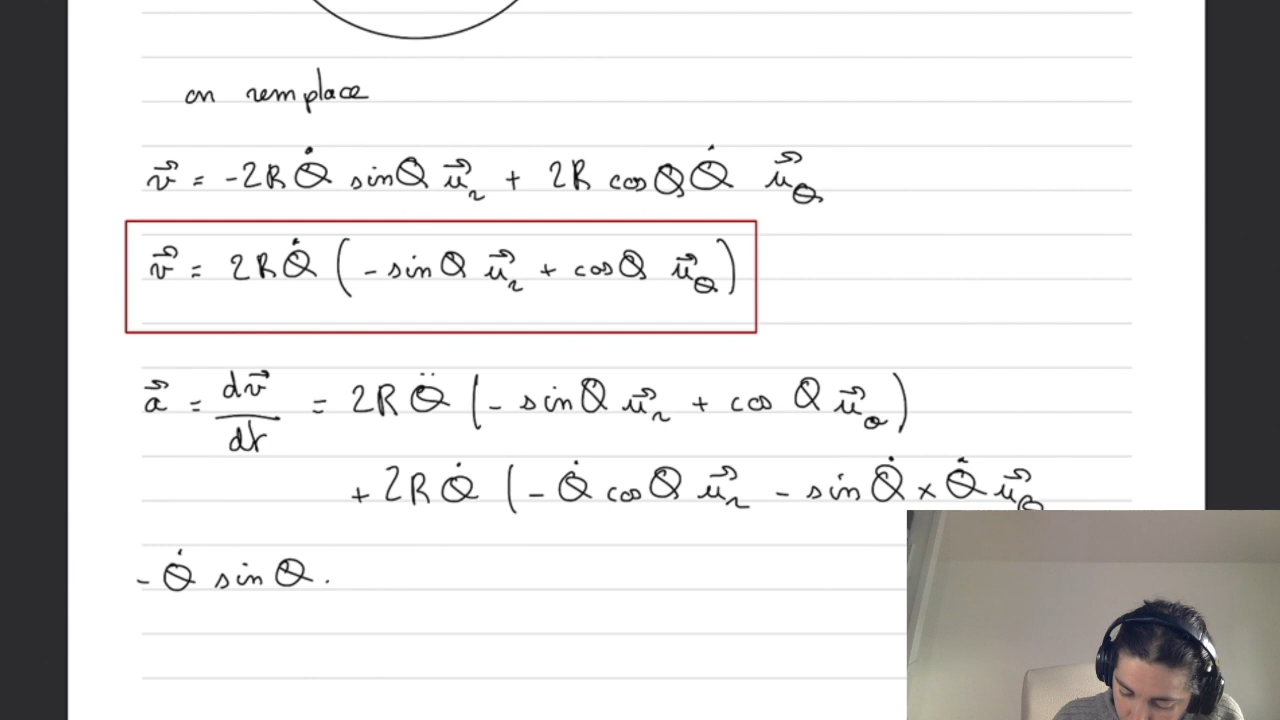 on remplace
v⃗ = -2Rθ̇ sinθ u⃗r + 2R cosθ θ̇ u⃗θ
v⃗ = 2Rθ̇ (- sinθ u⃗r + cosθ u⃗θ)
a⃗ = dv⃗/dt = 2Rθ̈ (- sinθ u⃗r + cos θ u⃗θ)
+ 2Rθ̇ (- θ̇ cosθ u⃗r - sinθ̇ × θ̇ u⃗θ
- θ̇ sinθ.